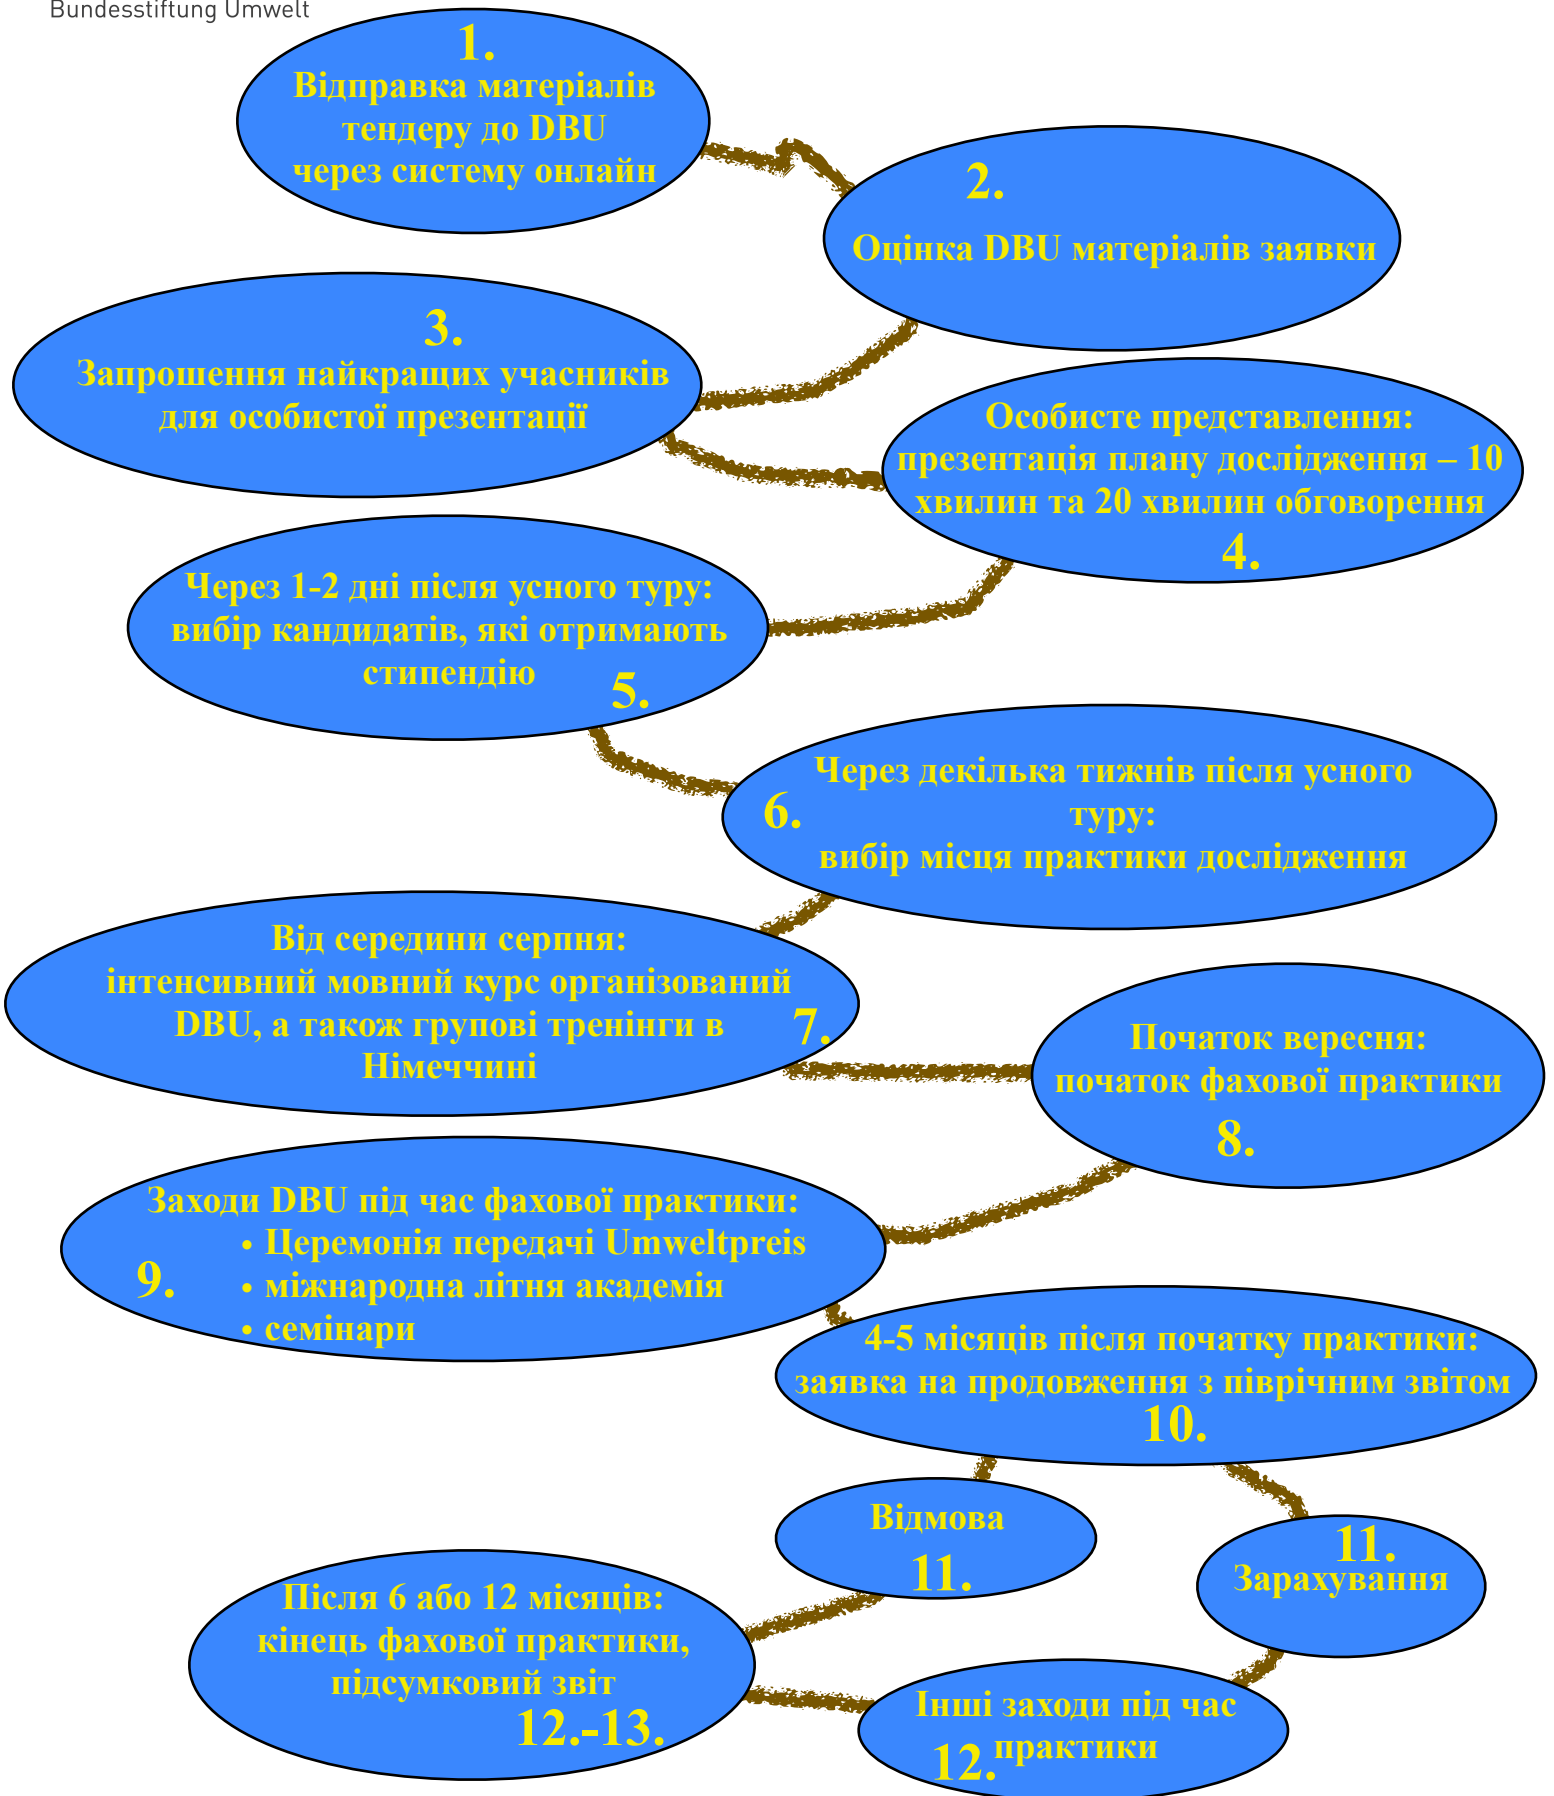 Bundesstiftung Umwelt
1.
Відправка матеріалів
тендеру до DBU
через систему онлайн
2.
Оцінка DBU матеріалів заявки
3.
Запрошення найкращих учасників
для особистої презентації
Особисте представлення:
презентація плану дослідження – 10
хвилин та 20 хвилин обговорення
4.
Через 1-2 дні після усного туру:
вибір кандидатів, які отримають
стипендію
5.
Через декілька тижнів після усного
6.
туру:
вибір місця практики дослідження
Від середини серпня:
інтенсивний мовний курс організований
DBU, а також групові тренінги в
7.
Німеччині
Початок вересня:
початок фахової практики
8.
Заходи DBU під час фахової практики:
• Церемонія передачі Umweltpreis
9.
• міжнародна літня академія
• семінари
4-5 місяців після початку практики:
заявка на продовження з піврічним звітом
10.
Відмова
11.
11.
Зарахування
Інші заходи під час
практики
12.
Після 6 або 12 місяців:
кінець фахової практики,
підсумковий звіт
12.-13.